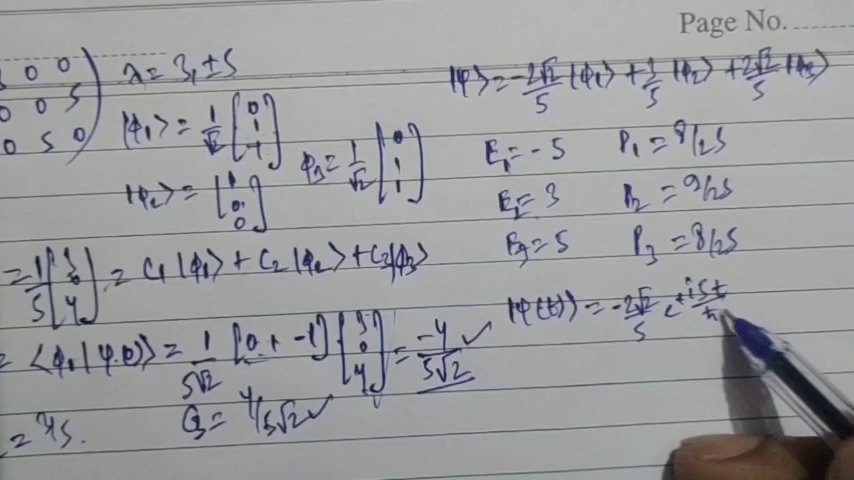 Page No.
3 0 0
0 0 5
0 5 0
λ = 3, ±5
|φ₁⟩ = 1/√2 [0 1 -1]
|φ₂⟩ = [1 0 0]
φ₃ = 1/√2 [0 1 1]
= 1/5 [3 0 4] = C₁|φ₁⟩ + C₂|φ₂⟩ + C₃|φ₃⟩
= ⟨φ₁|ψ(0)⟩ = 1/5√2 [0 1 -1] [3 0 4] = -4/5√2 ✓
= 3/5. C₃ = 4/5√2 ✓
|ψ⟩ = -2√2/5 |φ₁⟩ + 3/5 |φ₂⟩ + 2√2/5 |φ₃⟩
E₁ = -5 P₁ = 8/25
E₂ = 3 P₂ = 9/25
E₃ = 5 P₃ = 8/25
|ψ(t)⟩ = -2√2/5 e^+i5t/ħ